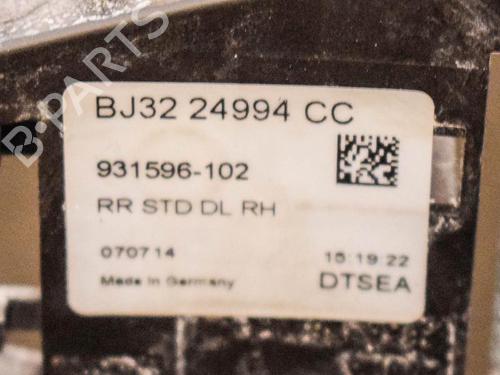 B-PARTS
BJ32 24994 CC
931596-102
RR STD DL RH
070714 15:19:22
Made In Germany DTSEA